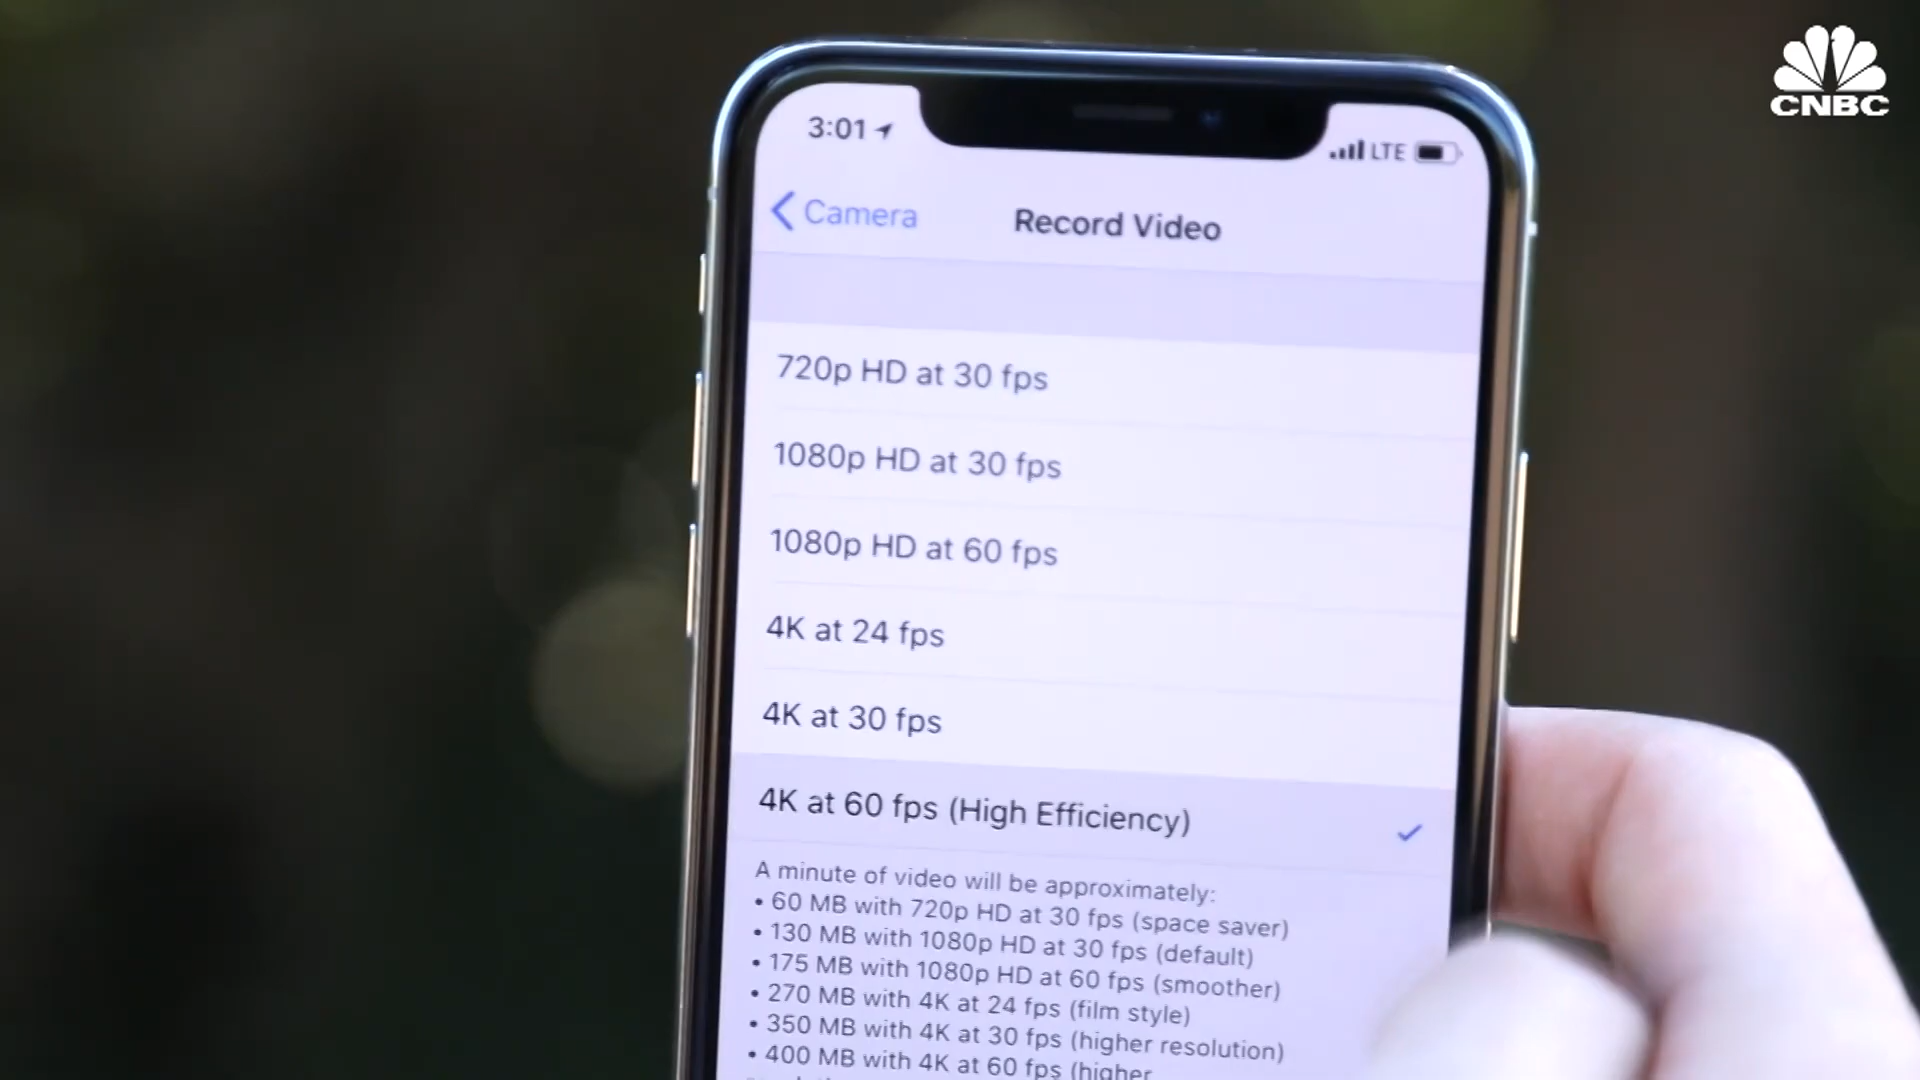 CNBC
3:01
LTE
Camera
Record Video
720p HD at 30 fps
1080p HD at 30 fps
1080p HD at 60 fps
4K at 24 fps
4K at 30 fps
4K at 60 fps (High Efficiency)
A minute of video will be approximately:
• 60 MB with 720p HD at 30 fps (space saver)
• 130 MB with 1080p HD at 30 fps (default)
• 175 MB with 1080p HD at 60 fps (smoother)
• 270 MB with 4K at 24 fps (film style)
• 350 MB with 4K at 30 fps (higher resolution)
• 400 MB with 4K at 60 fps (higher